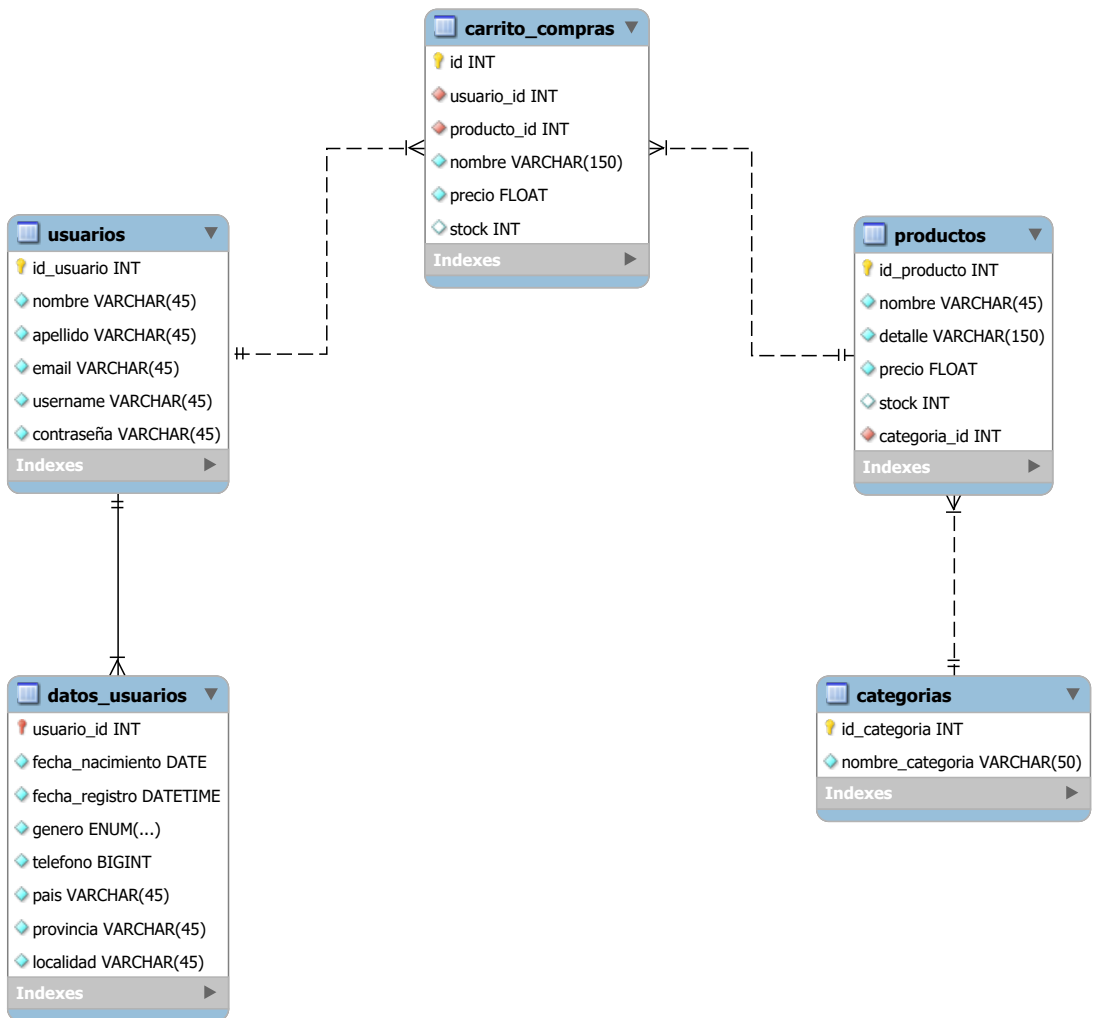 carrito_compras
id INT
usuario_id INT
producto_id INT
nombre VARCHAR(150)
precio FLOAT
stock INT
Indexes
usuarios
id_usuario INT
nombre VARCHAR(45)
apellido VARCHAR(45)
email VARCHAR(45)
username VARCHAR(45)
contraseña VARCHAR(45)
Indexes
productos
id_producto INT
nombre VARCHAR(45)
detalle VARCHAR(150)
precio FLOAT
stock INT
categoria_id INT
Indexes
datos_usuarios
usuario_id INT
fecha_nacimiento DATE
fecha_registro DATETIME
genero ENUM(...)
telefono BIGINT
pais VARCHAR(45)
provincia VARCHAR(45)
localidad VARCHAR(45)
Indexes
categorias
id_categoria INT
nombre_categoria VARCHAR(50)
Indexes